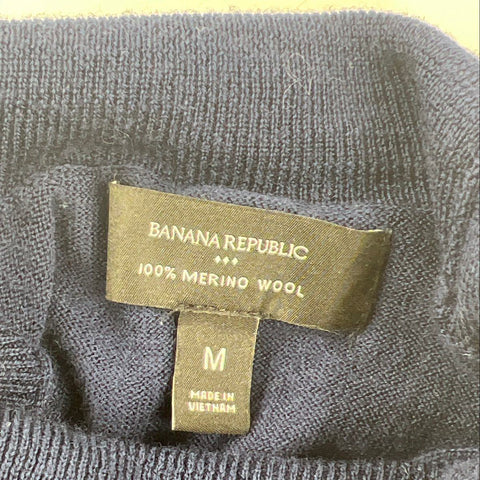 BANANA REPUBLIC
100% MERINO WOOL
M
MADE IN
VIETNAM